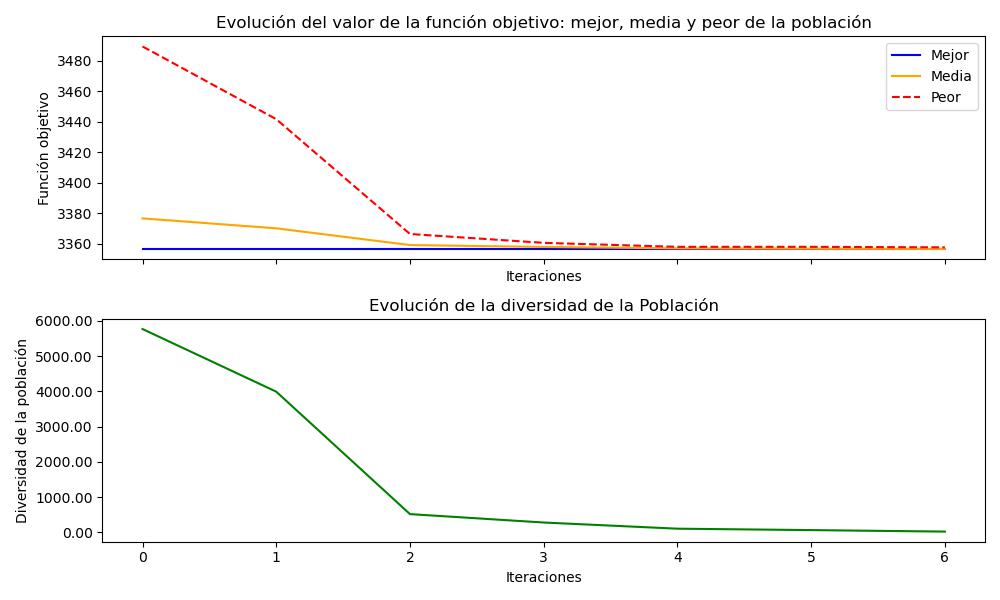 Evolución del valor de la función objetivo: mejor, media y peor de la población
3480
3460
3440
3420
3400
3380
3360
Función objetivo
Mejor
Media
Peor
Iteraciones
Evolución de la diversidad de la Población
6000.00
5000.00
4000.00
3000.00
2000.00
1000.00
0.00
Diversidad de la población
0 1 2 3 4 5 6
Iteraciones